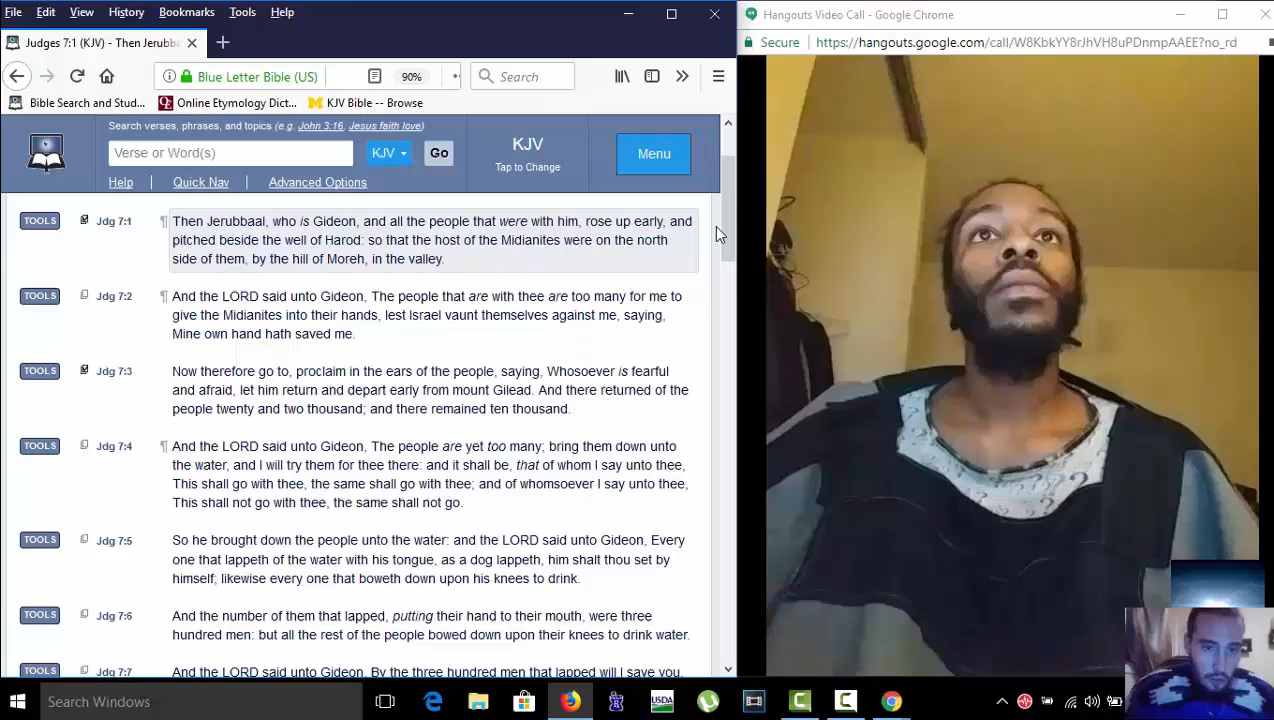 File Edit View History Bookmarks Tools Help
Judges 7:1 (KJV) - Then Jerubba
Blue Letter Bible (US) 90% Search
Bible Search and Stud... Online Etymology Dict... KJV Bible -- Browse
Search verses, phrases, and topics (e.g. John 3:16, Jesus faith love)
Verse or Word(s) KJV Go
Help Quick Nav Advanced Options
KJV
Tap to Change
Menu
TOOLS Jdg 7:1 ¶ Then Jerubbaal, who is Gideon, and all the people that were with him, rose up early, and
pitched beside the well of Harod: so that the host of the Midianites were on the north
side of them, by the hill of Moreh, in the valley.
TOOLS Jdg 7:2 ¶ And the LORD said unto Gideon, The people that are with thee are too many for me to
give the Midianites into their hands, lest Israel vaunt themselves against me, saying,
Mine own hand hath saved me.
TOOLS Jdg 7:3 Now therefore go to, proclaim in the ears of the people, saying, Whosoever is fearful
and afraid, let him return and depart early from mount Gilead. And there returned of the
people twenty and two thousand; and there remained ten thousand.
TOOLS Jdg 7:4 ¶ And the LORD said unto Gideon, The people are yet too many; bring them down unto
the water, and I will try them for thee there: and it shall be, that of whom I say unto thee,
This shall go with thee, the same shall go with thee; and of whomsoever I say unto thee,
This shall not go with thee, the same shall not go.
TOOLS Jdg 7:5 So he brought down the people unto the water: and the LORD said unto Gideon, Every
one that lappeth of the water with his tongue, as a dog lappeth, him shalt thou set by
himself; likewise every one that boweth down upon his knees to drink.
TOOLS Jdg 7:6 And the number of them that lapped, putting their hand to their mouth, were three
hundred men: but all the rest of the people bowed down upon their knees to drink water.
TOOLS Jdg 7:7 And the LORD said unto Gideon, By the three hundred men that lapped will I save you,
Hangouts Video Call - Google Chrome
Secure https://hangouts.google.com/call/W8KbkYY8rJhVH8uPDnmpAAEE?no_rd
Search Windows
USDA